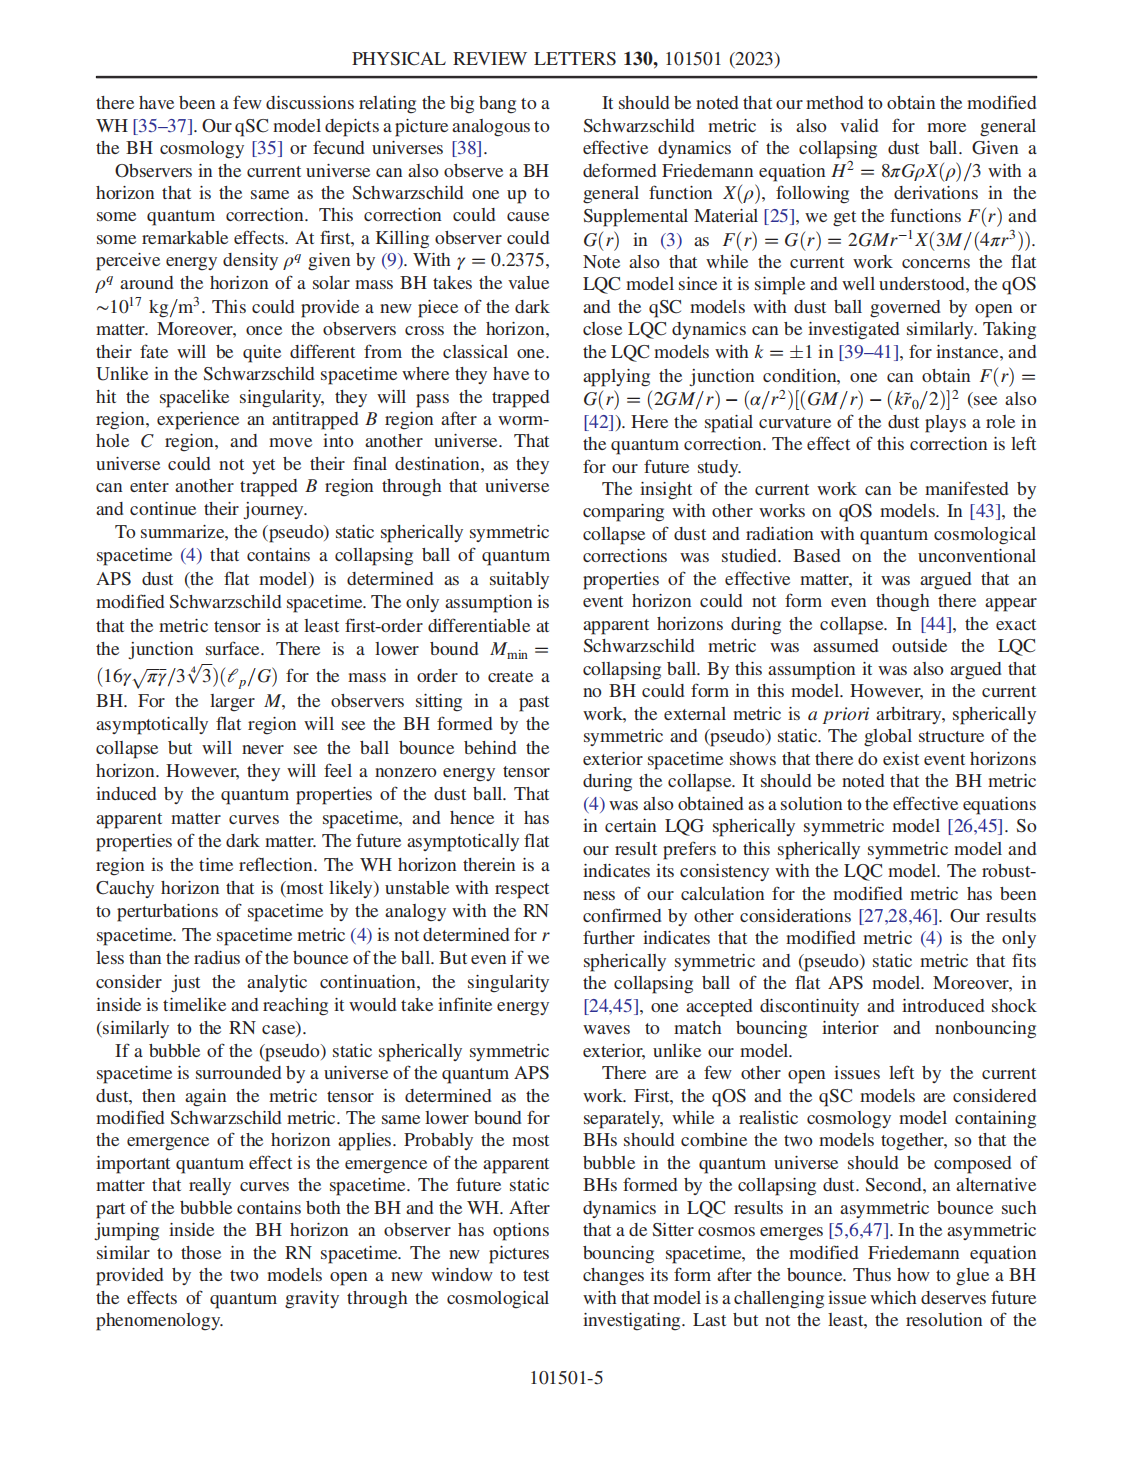 PHYSICAL REVIEW LETTERS 130, 101501 (2023)
there have been a few discussions relating the big bang to a
WH [35–37]. Our qSC model depicts a picture analogous to
the BH cosmology [35] or fecund universes [38].
Observers in the current universe can also observe a BH
horizon that is the same as the Schwarzschild one up to
some quantum correction. This correction could cause
some remarkable effects. At first, a Killing observer could
perceive energy density ρ^q given by (9). With γ = 0.2375,
ρ^q around the horizon of a solar mass BH takes the value
∼10^17 kg/m^3. This could provide a new piece of the dark
matter. Moreover, once the observers cross the horizon,
their fate will be quite different from the classical one.
Unlike in the Schwarzschild spacetime where they have to
hit the spacelike singularity, they will pass the trapped
region, experience an antitrapped B region after a worm-
hole C region, and move into another universe. That
universe could not yet be their final destination, as they
can enter another trapped B region through that universe
and continue their journey.
To summarize, the (pseudo) static spherically symmetric
spacetime (4) that contains a collapsing ball of quantum
APS dust (the flat model) is determined as a suitably
modified Schwarzschild spacetime. The only assumption is
that the metric tensor is at least first-order differentiable at
the junction surface. There is a lower bound M_min =
(16γ√πγ/3∜3)(ℓ_p/G) for the mass in order to create a
BH. For the larger M, the observers sitting in a past
asymptotically flat region will see the BH formed by the
collapse but will never see the ball bounce behind the
horizon. However, they will feel a nonzero energy tensor
induced by the quantum properties of the dust ball. That
apparent matter curves the spacetime, and hence it has
properties of the dark matter. The future asymptotically flat
region is the time reflection. The WH horizon therein is a
Cauchy horizon that is (most likely) unstable with respect
to perturbations of spacetime by the analogy with the RN
spacetime. The spacetime metric (4) is not determined for r
less than the radius of the bounce of the ball. But even if we
consider just the analytic continuation, the singularity
inside is timelike and reaching it would take infinite energy
(similarly to the RN case).
If a bubble of the (pseudo) static spherically symmetric
spacetime is surrounded by a universe of the quantum APS
dust, then again the metric tensor is determined as the
modified Schwarzschild metric. The same lower bound for
the emergence of the horizon applies. Probably the most
important quantum effect is the emergence of the apparent
matter that really curves the spacetime. The future static
part of the bubble contains both the BH and the WH. After
jumping inside the BH horizon an observer has options
similar to those in the RN spacetime. The new pictures
provided by the two models open a new window to test
the effects of quantum gravity through the cosmological
phenomenology.
It should be noted that our method to obtain the modified
Schwarzschild metric is also valid for more general
effective dynamics of the collapsing dust ball. Given a
deformed Friedemann equation H^2 = 8πGρX(ρ)/3 with a
general function X(ρ), following the derivations in the
Supplemental Material [25], we get the functions F(r) and
G(r) in (3) as F(r) = G(r) = 2GMr^−1X(3M/(4πr^3)).
Note also that while the current work concerns the flat
LQC model since it is simple and well understood, the qOS
and the qSC models with dust ball governed by open or
close LQC dynamics can be investigated similarly. Taking
the LQC models with k = ±1 in [39–41], for instance, and
applying the junction condition, one can obtain F(r) =
G(r) = (2GM/r) − (α/r^2)[(GM/r) − (kr̃_0/2)]^2 (see also
[42]). Here the spatial curvature of the dust plays a role in
the quantum correction. The effect of this correction is left
for our future study.
The insight of the current work can be manifested by
comparing with other works on qOS models. In [43], the
collapse of dust and radiation with quantum cosmological
corrections was studied. Based on the unconventional
properties of the effective matter, it was argued that an
event horizon could not form even though there appear
apparent horizons during the collapse. In [44], the exact
Schwarzschild metric was assumed outside the LQC
collapsing ball. By this assumption it was also argued that
no BH could form in this model. However, in the current
work, the external metric is a priori arbitrary, spherically
symmetric and (pseudo) static. The global structure of the
exterior spacetime shows that there do exist event horizons
during the collapse. It should be noted that the BH metric
(4) was also obtained as a solution to the effective equations
in certain LQG spherically symmetric model [26,45]. So
our result prefers to this spherically symmetric model and
indicates its consistency with the LQC model. The robust-
ness of our calculation for the modified metric has been
confirmed by other considerations [27,28,46]. Our results
further indicates that the modified metric (4) is the only
spherically symmetric and (pseudo) static metric that fits
the collapsing ball of the flat APS model. Moreover, in
[24,45], one accepted discontinuity and introduced shock
waves to match bouncing interior and nonbouncing
exterior, unlike our model.
There are a few other open issues left by the current
work. First, the qOS and the qSC models are considered
separately, while a realistic cosmology model containing
BHs should combine the two models together, so that the
bubble in the quantum universe should be composed of
BHs formed by the collapsing dust. Second, an alternative
dynamics in LQC results in an asymmetric bounce such
that a de Sitter cosmos emerges [5,6,47]. In the asymmetric
bouncing spacetime, the modified Friedemann equation
changes its form after the bounce. Thus how to glue a BH
with that model is a challenging issue which deserves future
investigating. Last but not the least, the resolution of the
101501-5